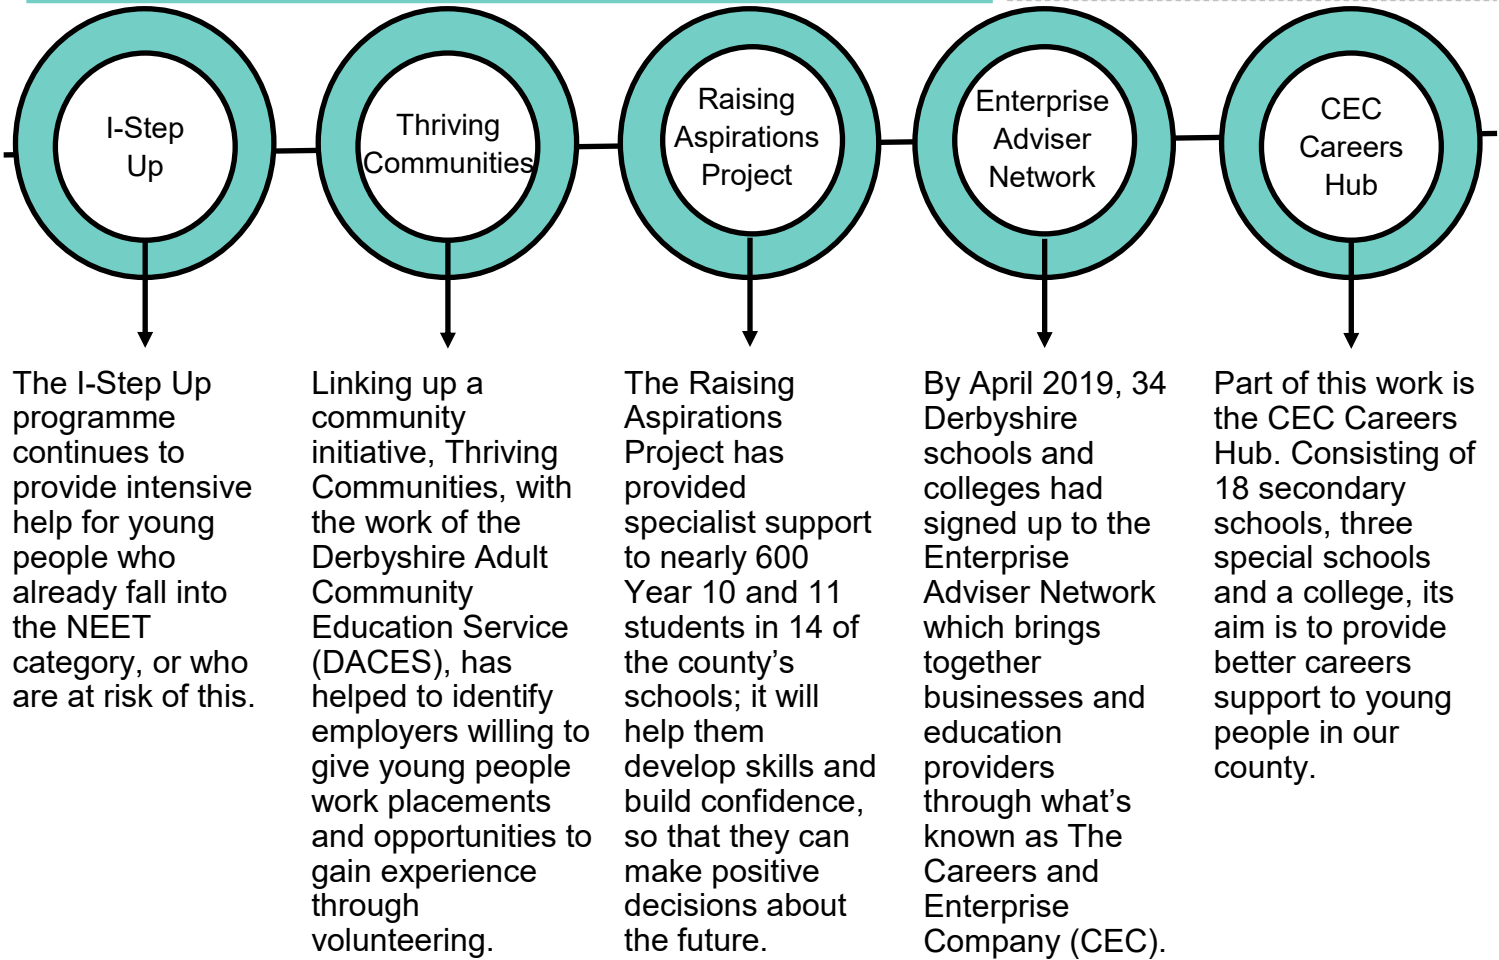 I-Step
Up
Thriving
Communities
Raising
Aspirations
Project
Enterprise
Adviser
Network
CEC
Careers
Hub
The I-Step Up
programme
continues to
provide intensive
help for young
people who
already fall into
the NEET
category, or who
are at risk of this.
Linking up a
community
initiative, Thriving
Communities, with
the work of the
Derbyshire Adult
Community
Education Service
(DACES), has
helped to identify
employers willing to
give young people
work placements
and opportunities to
gain experience
through
volunteering.
The Raising
Aspirations
Project has
provided
specialist support
to nearly 600
Year 10 and 11
students in 14 of
the county’s
schools; it will
help them
develop skills and
build confidence,
so that they can
make positive
decisions about
the future.
By April 2019, 34
Derbyshire
schools and
colleges had
signed up to the
Enterprise
Adviser Network
which brings
together
businesses and
education
providers
through what’s
known as The
Careers and
Enterprise
Company (CEC).
Part of this work is
the CEC Careers
Hub. Consisting of
18 secondary
schools, three
special schools
and a college, its
aim is to provide
better careers
support to young
people in our
county.